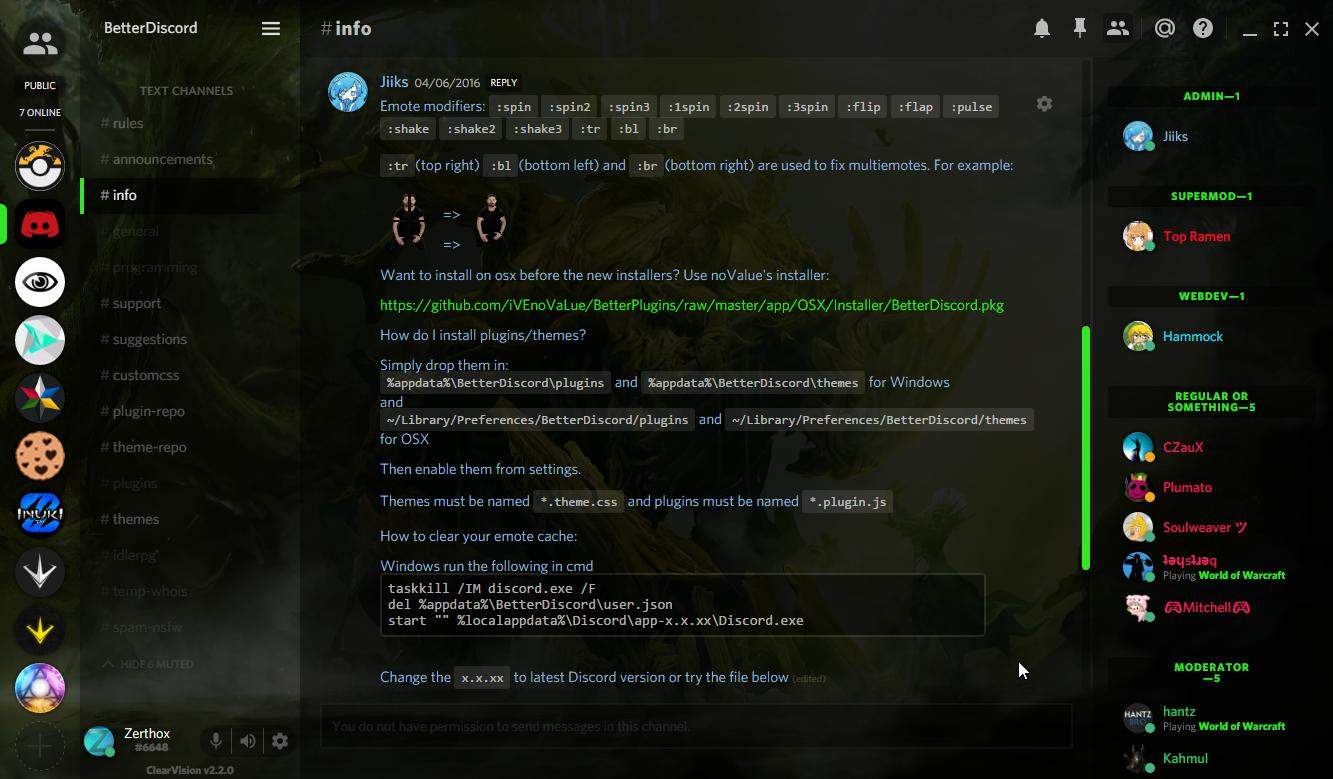 BetterDiscord
#info
PUBLIC
7 ONLINE
TEXT CHANNELS
# rules
# announcements
# info
# general
# programming
# support
# suggestions
# customcss
# plugin-repo
# theme-repo
# plugins
# themes
# idlerpg
# temp-whois
# spam-nsfw
HIDE 6 MUTED
Zerthox
#6648
ClearVision v2.2.0
Jiiks 04/06/2016 REPLY
Emote modifiers: :spin :spin2 :spin3 :1spin :2spin :3spin :flip :flap :pulse
:shake :shake2 :shake3 :tr :bl :br
:tr (top right) :bl (bottom left) and :br (bottom right) are used to fix multiemotes. For example:
=>
=>
Want to install on osx before the new installers? Use noValue's installer:
https://github.com/iVEnoVaLue/BetterPlugins/raw/master/app/OSX/Installer/BetterDiscord.pkg
How do I install plugins/themes?
Simply drop them in:
%appdata%\BetterDiscord\plugins and %appdata%\BetterDiscord\themes for Windows
and
~/Library/Preferences/BetterDiscord/plugins and ~/Library/Preferences/BetterDiscord/themes
for OSX
Then enable them from settings.
Themes must be named *.theme.css and plugins must be named *.plugin.js
How to clear your emote cache:
Windows run the following in cmd
taskkill /IM discord.exe /F
del %appdata%\BetterDiscord\user.json
start "" %localappdata%\Discord\app-x.x.xx\Discord.exe
Change the x.x.xx to latest Discord version or try the file below (edited)
You do not have permission to send messages in this channel.
ADMIN—1
Jiiks
SUPERMOD—1
Top Ramen
WEBDEV—1
Hammock
REGULAR OR
SOMETHING—5
CZauX
Plumato
Soulweaver ツ
Playing World of Warcraft
Mitchell
MODERATOR
—5
HANTZ
hantz
Playing World of Warcraft
Kahmul